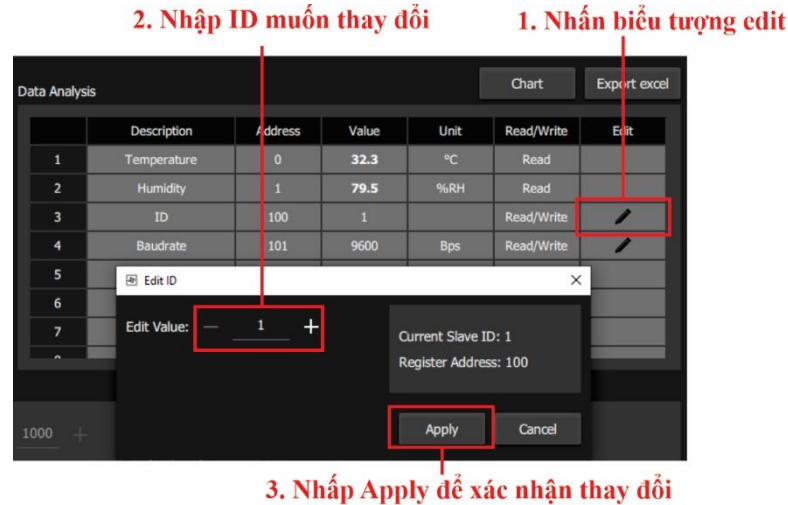 2. Nhập ID muốn thay đổi
1. Nhấn biểu tượng edit
Data Analysis
Chart
Export excel
Description Address Value Unit Read/Write Edit
1 Temperature 0 32.3 °C Read
2 Humidity 1 79.5 %RH Read
3 ID 100 1 Read/Write
4 Baudrate 101 9600 Bps Read/Write
5
6
7
Edit ID
Edit Value: — 1 +
Current Slave ID: 1
Register Address: 100
Apply
Cancel
1000 +
3. Nhấp Apply để xác nhận thay đổi